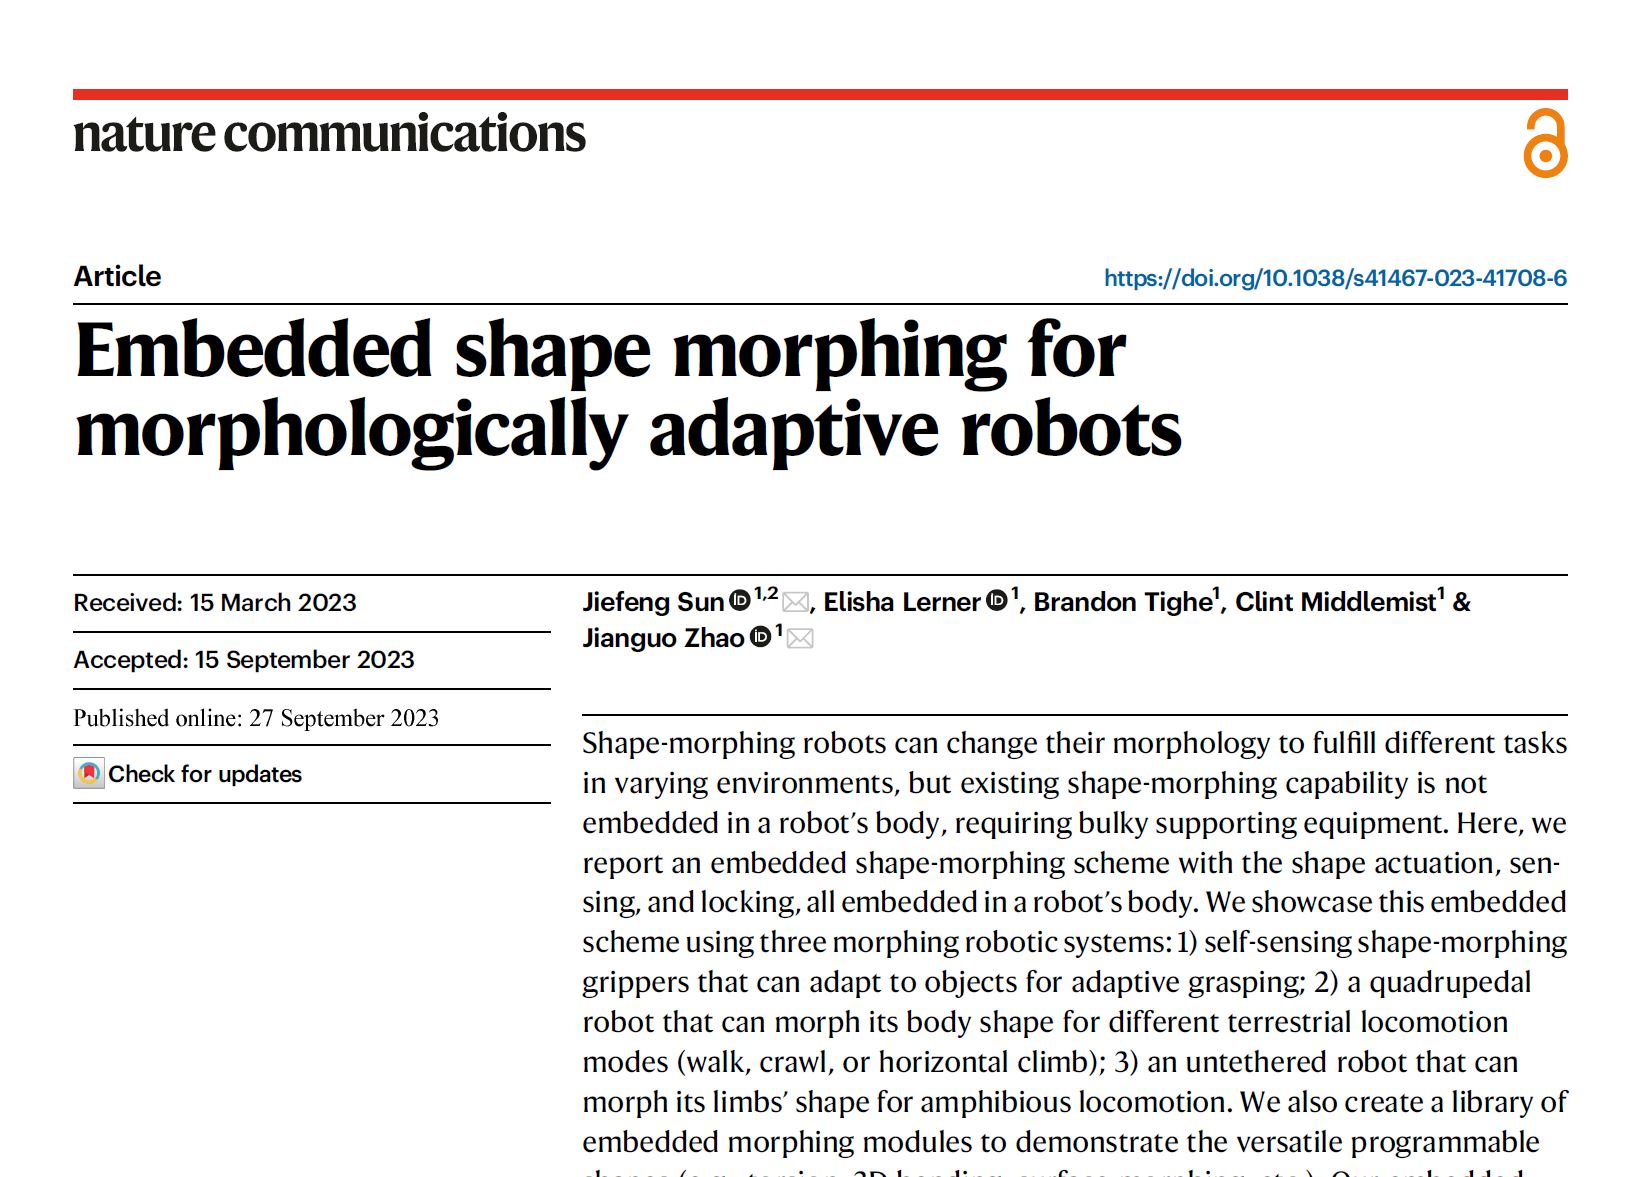 nature communications
Article
https://doi.org/10.1038/s41467-023-41708-6
Embedded shape morphing for
morphologically adaptive robots
Received: 15 March 2023
Accepted: 15 September 2023
Published online: 27 September 2023
Check for updates
Jiefeng Sun iD 1,2, Elisha Lerner iD 1, Brandon Tighe1, Clint Middlemist1 &
Jianguo Zhao iD 1
Shape-morphing robots can change their morphology to fulfill different tasks
in varying environments, but existing shape-morphing capability is not
embedded in a robot’s body, requiring bulky supporting equipment. Here, we
report an embedded shape-morphing scheme with the shape actuation, sen-
sing, and locking, all embedded in a robot’s body. We showcase this embedded
scheme using three morphing robotic systems: 1) self-sensing shape-morphing
grippers that can adapt to objects for adaptive grasping; 2) a quadrupedal
robot that can morph its body shape for different terrestrial locomotion
modes (walk, crawl, or horizontal climb); 3) an untethered robot that can
morph its limbs’ shape for amphibious locomotion. We also create a library of
embedded morphing modules to demonstrate the versatile programmable